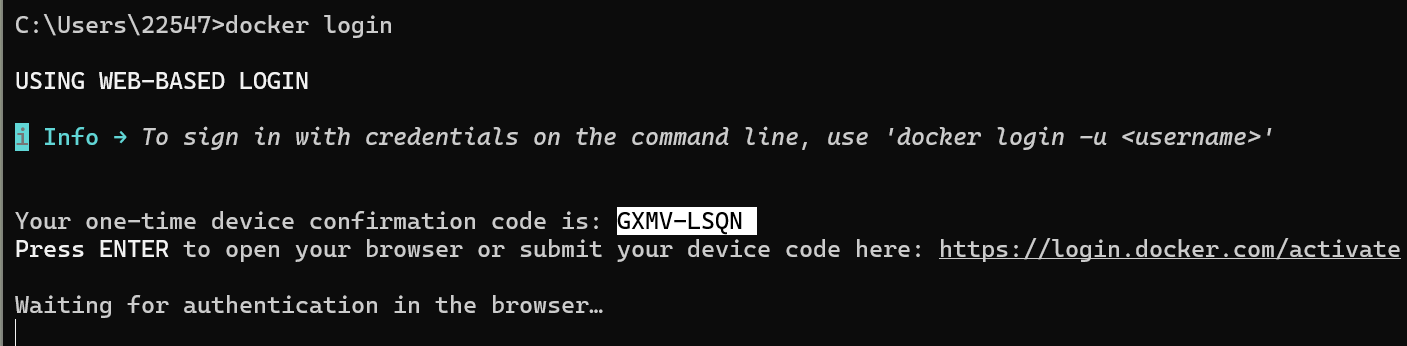 C:\Users\22547>docker login
USING WEB-BASED LOGIN
i Info → To sign in with credentials on the command line, use 'docker login -u <username>'
Your one-time device confirmation code is: GXMV-LSQN
Press ENTER to open your browser or submit your device code here: https://login.docker.com/activate
Waiting for authentication in the browser…